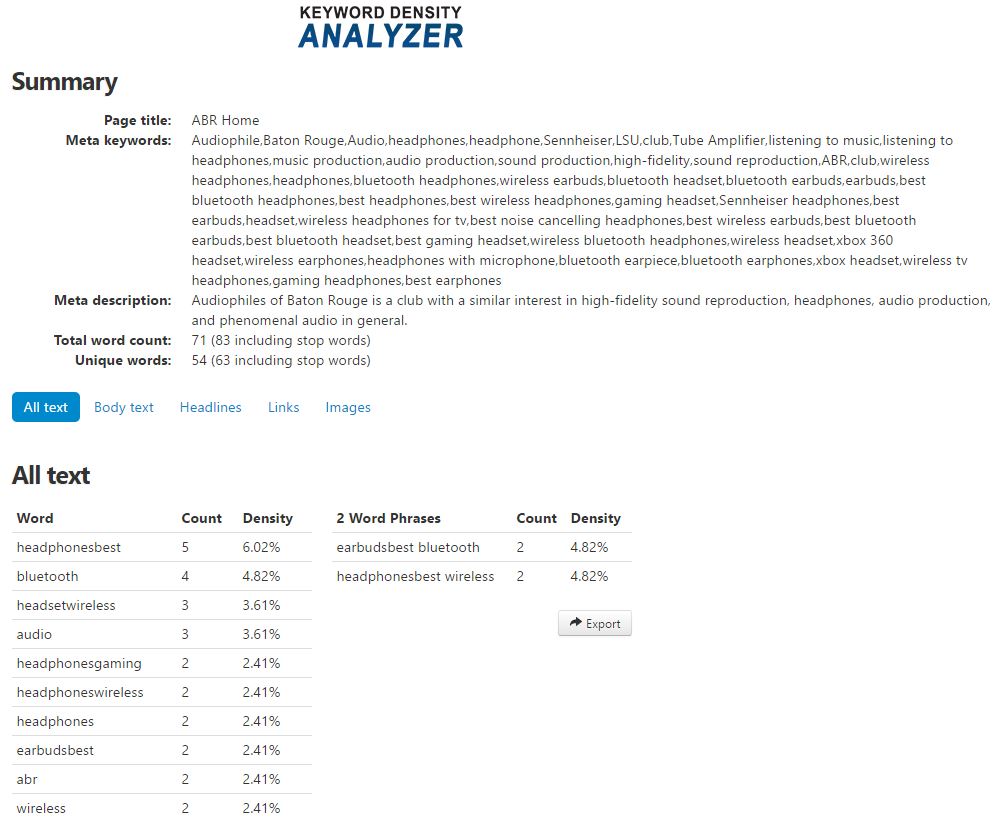 KEYWORD DENSITY
ANALYZER
Summary
Page title: ABR Home
Meta keywords: Audiophile,Baton Rouge,Audio,headphones,headphone,Sennheiser,LSU,club,Tube Amplifier,listening to music,listening to
headphones,music production,audio production,sound production,high-fidelity,sound reproduction,ABR,club,wireless
headphones,headphones,bluetooth headphones,wireless earbuds,bluetooth headset,bluetooth earbuds,earbuds,best
bluetooth headphones,best headphones,best wireless headphones,gaming headset,Sennheiser headphones,best
earbuds,headset,wireless headphones for tv,best noise cancelling headphones,best wireless earbuds,best bluetooth
earbuds,best bluetooth headset,best gaming headset,wireless bluetooth headphones,wireless headset,xbox 360
headset,wireless earphones,headphones with microphone,bluetooth earpiece,bluetooth earphones,xbox headset,wireless tv
headphones,gaming headphones,best earphones
Meta description: Audiophiles of Baton Rouge is a club with a similar interest in high-fidelity sound reproduction, headphones, audio production,
and phenomenal audio in general.
Total word count: 71 (83 including stop words)
Unique words: 54 (63 including stop words)
All text Body text Headlines Links Images
All text
Word Count Density
headphonesbest 5 6.02%
bluetooth 4 4.82%
headsetwireless 3 3.61%
audio 3 3.61%
headphonesgaming 2 2.41%
headphoneswireless 2 2.41%
headphones 2 2.41%
earbudsbest 2 2.41%
abr 2 2.41%
wireless 2 2.41%
2 Word Phrases Count Density
earbudsbest bluetooth 2 4.82%
headphonesbest wireless 2 4.82%
Export